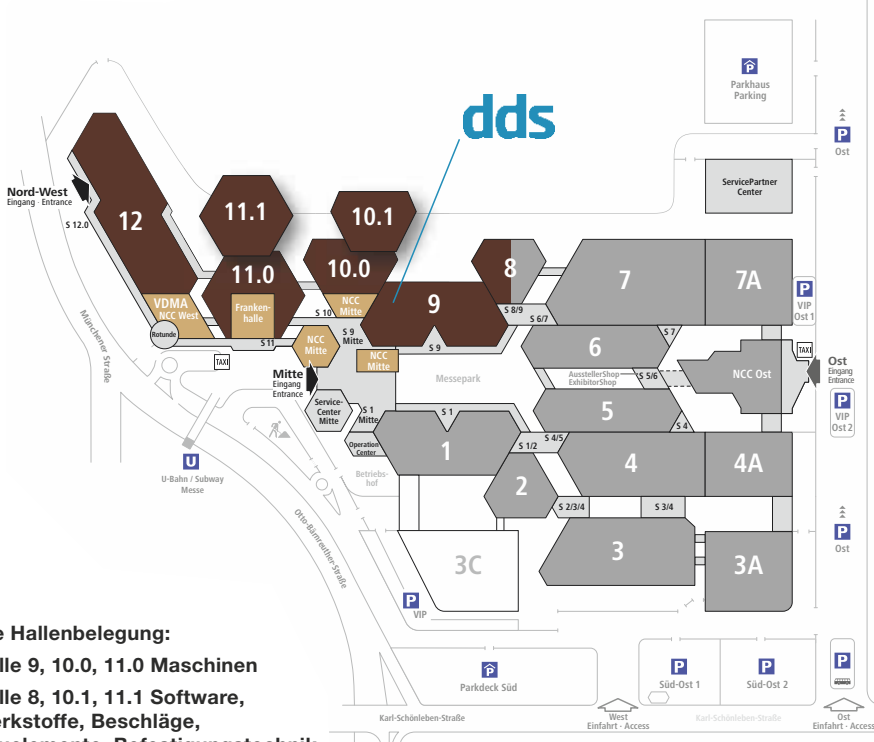 dds
Parkhaus
Parking
P
Ost
ServicePartner
Center
Nord-West
Eingang · Entrance
S 12.0
12
11.1
10.1
11.0
10.0
9
8
7
7A
VDMA
NCC West
Franken-
halle
NCC
Mitte
S 10
S 11
Rotunde
TAXI
NCC
Mitte
S 9
Mitte
NCC
Mitte
S 9
S 8/9
S 6/7
S 7
P
VIP
Ost 1
6
AusstellerShop
ExhibitorShop
S 5/6
NCC Ost
TAXI
Ost
Eingang
Entrance
P
VIP
Ost 2
Messepark
Mitte
Eingang
Entrance
Service-
Center
Mitte
S 1
Mitte
S 1
Operation
Center
5
S 4
1
S 1/2
S 4/5
4
4A
Betriebs-
hof
2
S 2/3/4
S 3/4
3
3A
3C
P
Ost
U
U-Bahn / Subway
Messe
Münchener Straße
Otto-Bärnreuther-Straße
P
VIP
e Hallenbelegung:
lle 9, 10.0, 11.0 Maschinen
lle 8, 10.1, 11.1 Software,
erkstoffe, Beschläge,
P
Parkdeck Süd
P
Süd-Ost 1
P
Süd-Ost 2
P
Karl-Schönleben-Straße
West
Einfahrt · Access
Karl-Schönleben-Straße
Ost
Einfahrt · Access